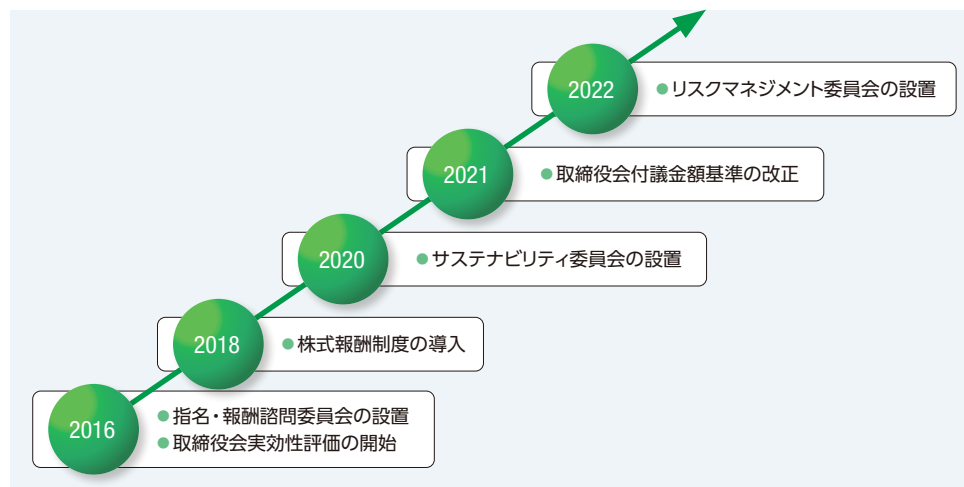 2022
●リスクマネジメント委員会の設置
2021
●取締役会付議金額基準の改正
2020
●サステナビリティ委員会の設置
2018
●株式報酬制度の導入
2016
●指名・報酬諮問委員会の設置
●取締役会実効性評価の開始